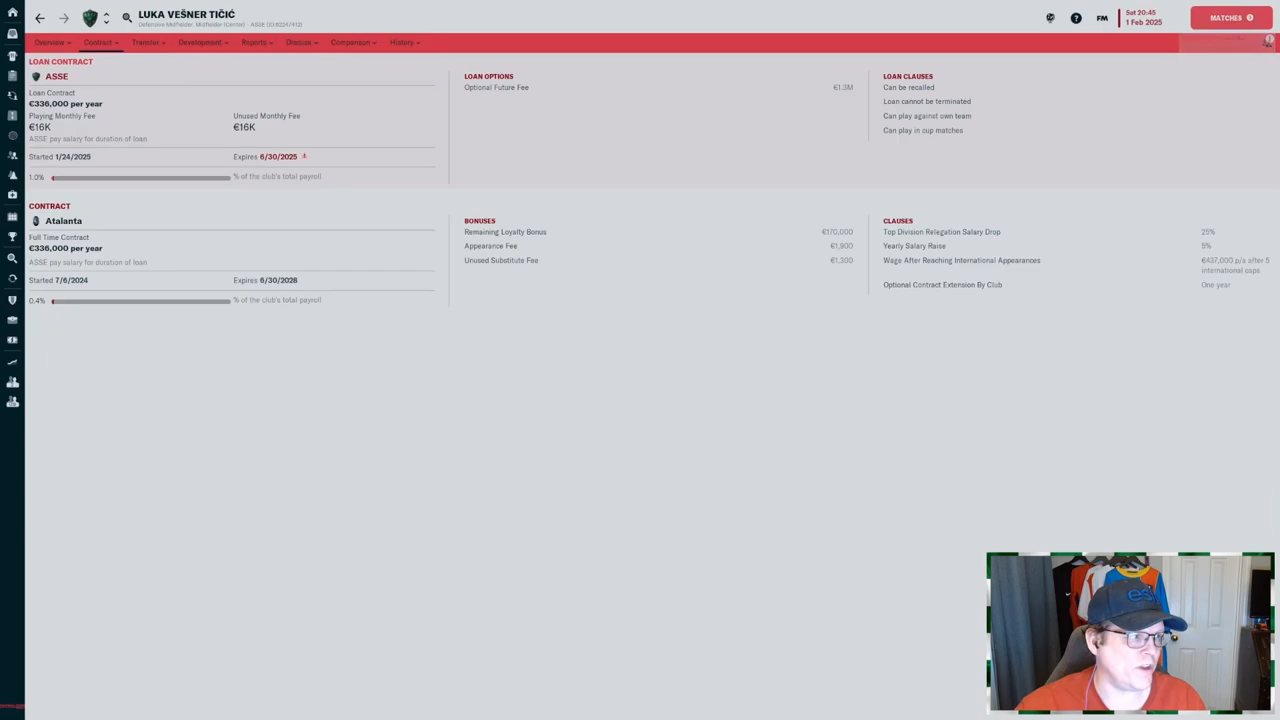 LUKA VEŠNER TIČIĆ
Defensive Midfielder, Midfielder (Center) - ASSE
Sat 20:45
1 Feb 2025
FM
MATCHES
Overview
Contract
Transfer
Development
Reports
Discuss
Comparison
History
LOAN CONTRACT
ASSE
Loan Contract
€336,000 per year
Playing Monthly Fee
Unused Monthly Fee
€16K
€16K
ASSE pay salary for duration of loan
Started 1/24/2025
Expires 6/30/2025
1.0%
% of the club's total payroll
LOAN OPTIONS
Optional Future Fee
€1.3M
LOAN CLAUSES
Can be recalled
Loan cannot be terminated
Can play against own team
Can play in cup matches
CONTRACT
Atalanta
Full Time Contract
€336,000 per year
ASSE pay salary for duration of loan
Started 7/6/2024
Expires 6/30/2028
0.4%
% of the club's total payroll
BONUSES
Remaining Loyalty Bonus
€170,000
Appearance Fee
€1,900
Unused Substitute Fee
€1,300
CLAUSES
Top Division Relegation Salary Drop
25%
Yearly Salary Raise
5%
Wage After Reaching International Appearances
€437,000 p/a after 5
international caps
Optional Contract Extension By Club
One year